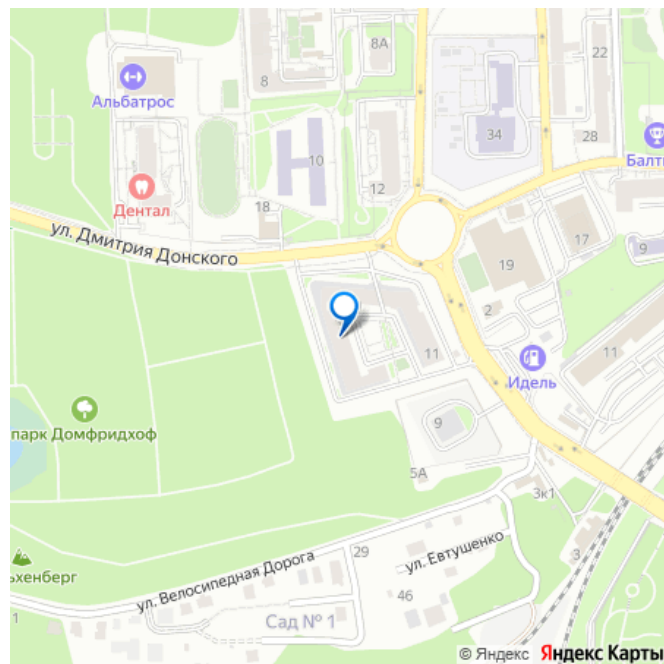 8А
22
8
Альбатрос
34
10
28
Балти
12
Дентал
18
ул. Дмитрия Донского
17
9
19
2
11
11
Идель
парк Домфридхоф
9
5А
3к1
3
29
ул. Евтушенко
ьхенберг
ул. Велосипедная Дорога
46
1
Сад № 1
© Яндекс Яндекс Карты